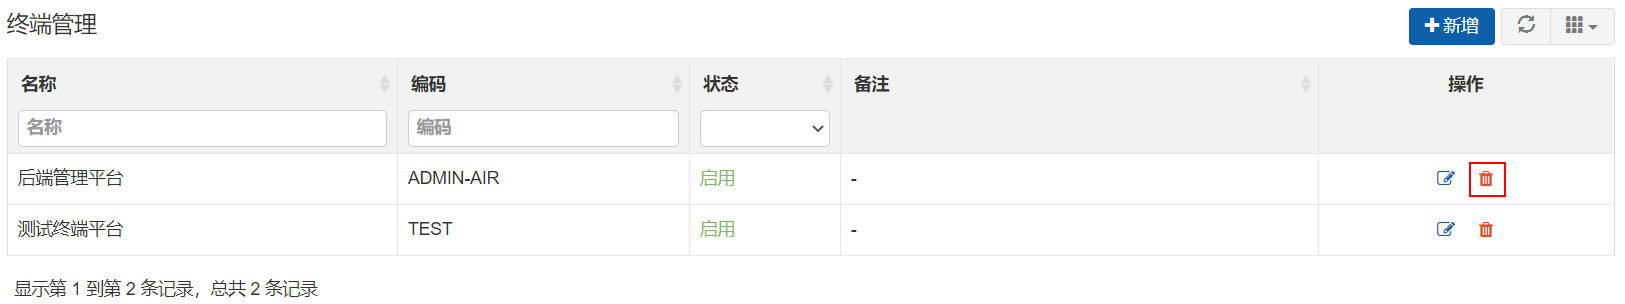 终端管理
新增
名称 编码 状态 备注 操作
名称 编码
后端管理平台 ADMIN-AIR 启用 -
测试终端平台 TEST 启用 -
显示第 1 到第 2 条记录，总共 2 条记录